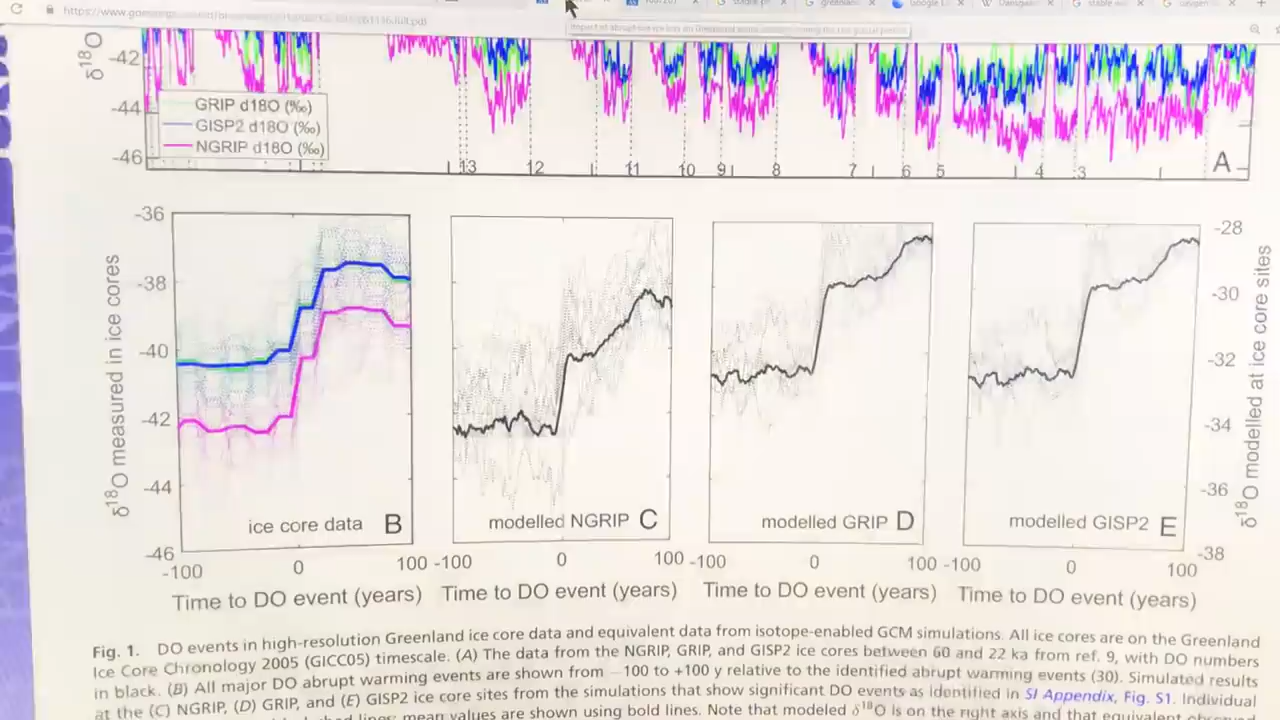 δ18O
-42
-44
-46
GRIP d18O (‰)
GISP2 d18O (‰)
NGRIP d18O (‰)
13 12 11 10 9 8 7 6 5 4 3
A
δ18O measured in ice cores
-36
-38
-40
-42
-44
-46
ice core data B
modelled NGRIP C
modelled GRIP D
modelled GISP2 E
-28
-30
-32
-34
-36
-38
δ18O modelled at ice core sites
-100 0 100 -100 0 100 -100 0 100 -100 0 100
Time to DO event (years) Time to DO event (years) Time to DO event (years) Time to DO event (years)
Fig. 1. DO events in high-resolution Greenland ice core data and equivalent data from isotope-enabled GCM simulations. All ice cores are on the Greenland
Ice Core Chronology 2005 (GICC05) timescale. (A) The data from the NGRIP, GRIP, and GISP2 ice cores between 60 and 22 ka from ref. 9, with DO numbers
in black. (B) All major DO abrupt warming events are shown from −100 to +100 y relative to the identified abrupt warming events (30). Simulated results
at the (C) NGRIP, (D) GRIP, and (E) GISP2 ice core sites from the simulations that show significant DO events as identified in SI Appendix, Fig. S1. Individual
lines; mean values are shown using bold lines. Note that modeled δ18O is on the right axis and that equivalent observed